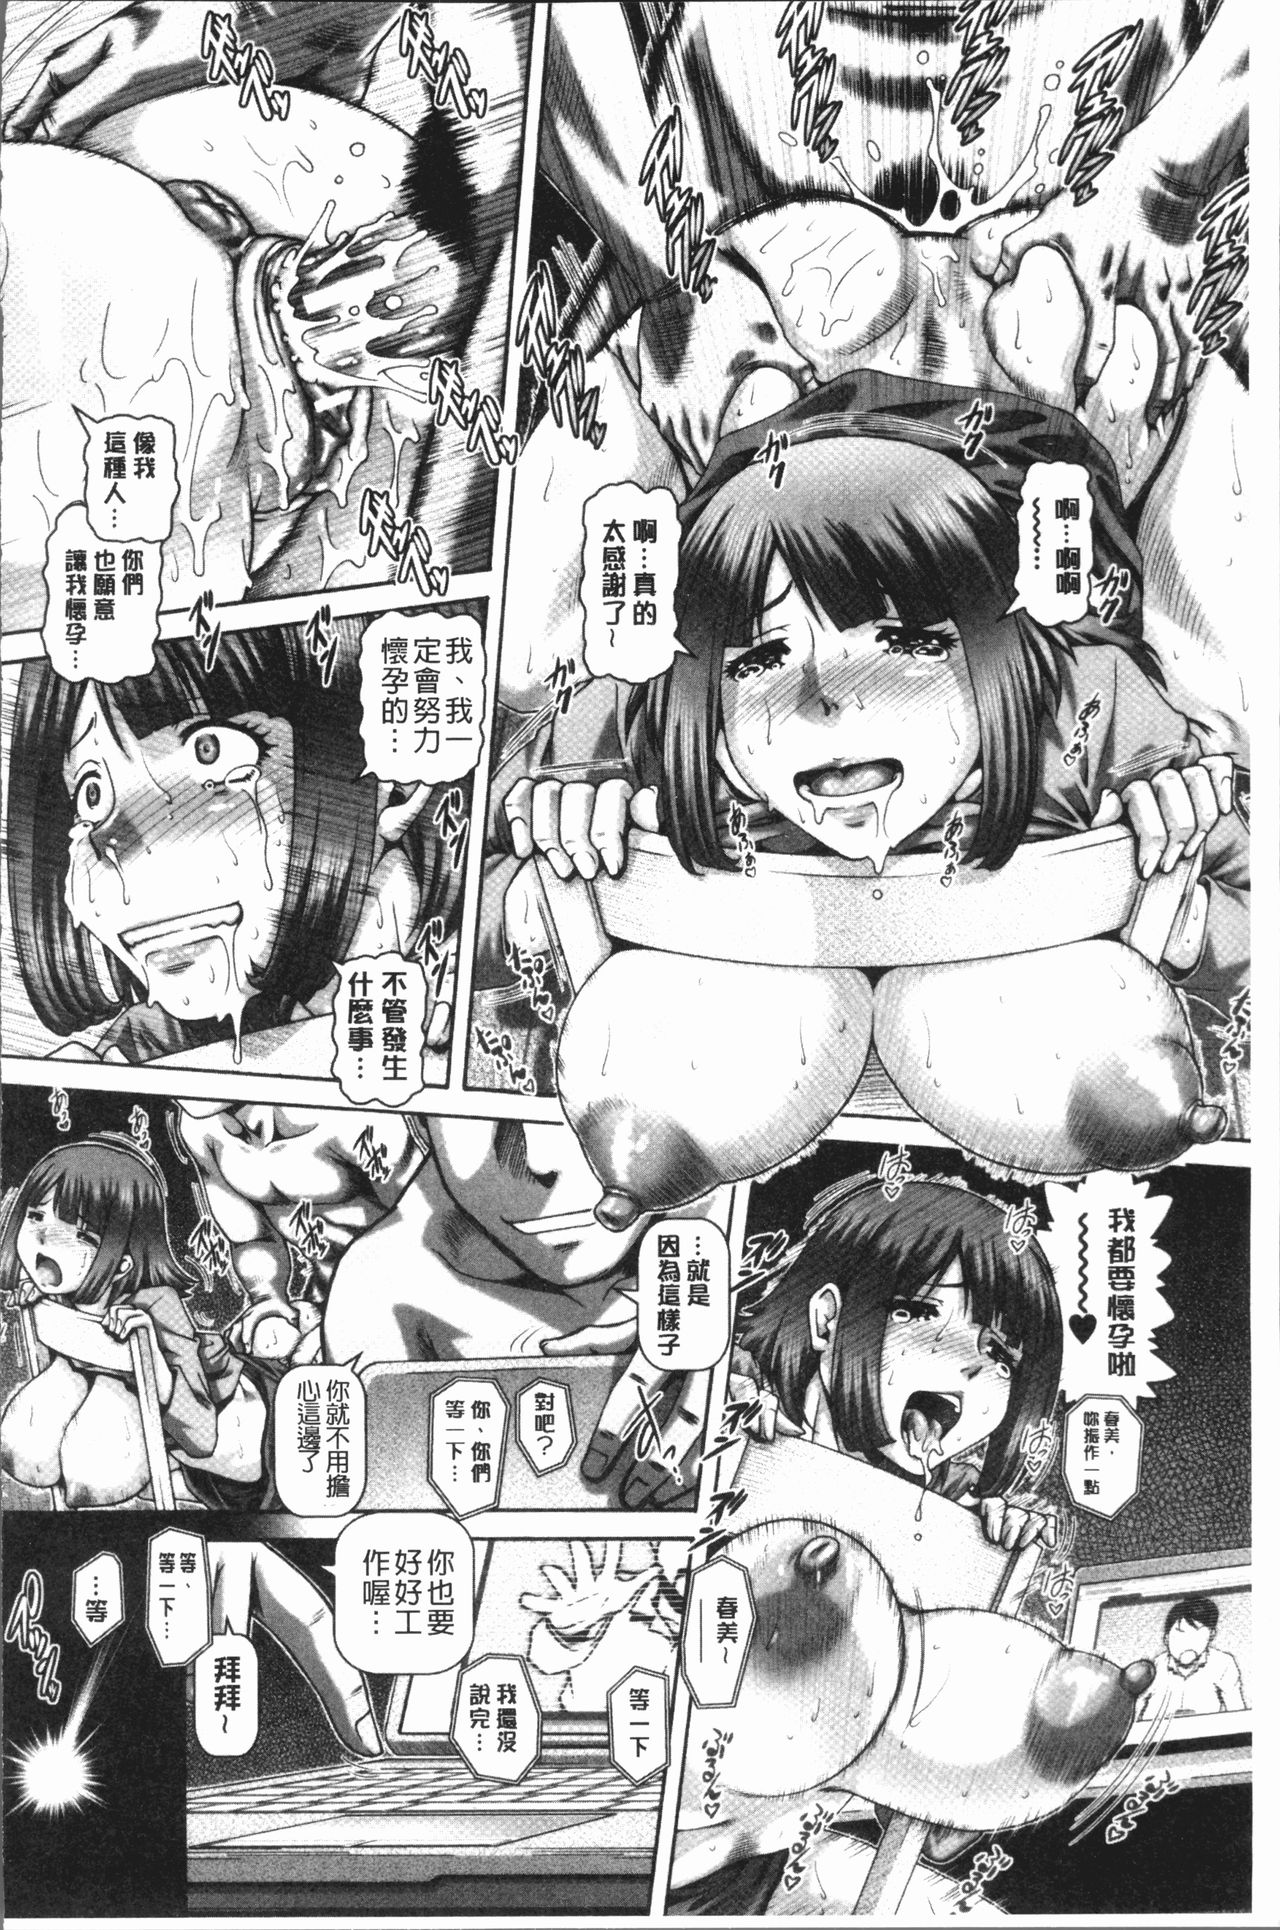 啊…啊啊
~~~~
啊…真的
太感謝了~
像我
這種人…
你們
也願意
讓我懷孕…
我、我一
定會努力
懷孕的…
不管發生
什麼事…
我都要懷孕啦
~~~~♥
春美，
妳振作一點
春美~
…就是
因為這樣子
對吧？
你、你們
等一下…
你就不用擔
心這邊了
等一下
我還沒
說完…
你也要
好好工
作喔…
拜拜~
等、
等一下…
…等